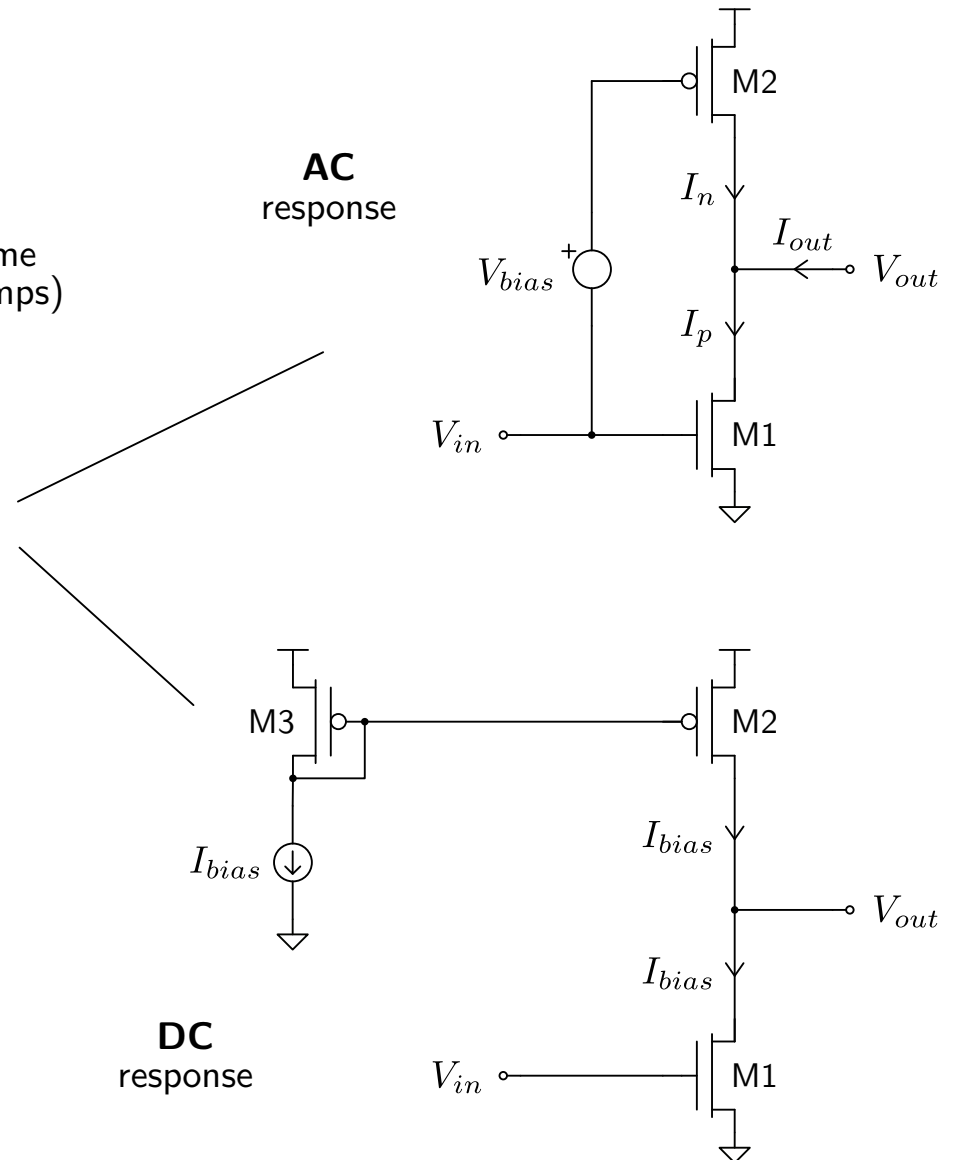 M2
AC
response
I_n
I_out
V_bias
V_out
I_p
V_in
M1
M3
M2
I_bias
I_bias
V_out
I_bias
DC
response
V_in
M1